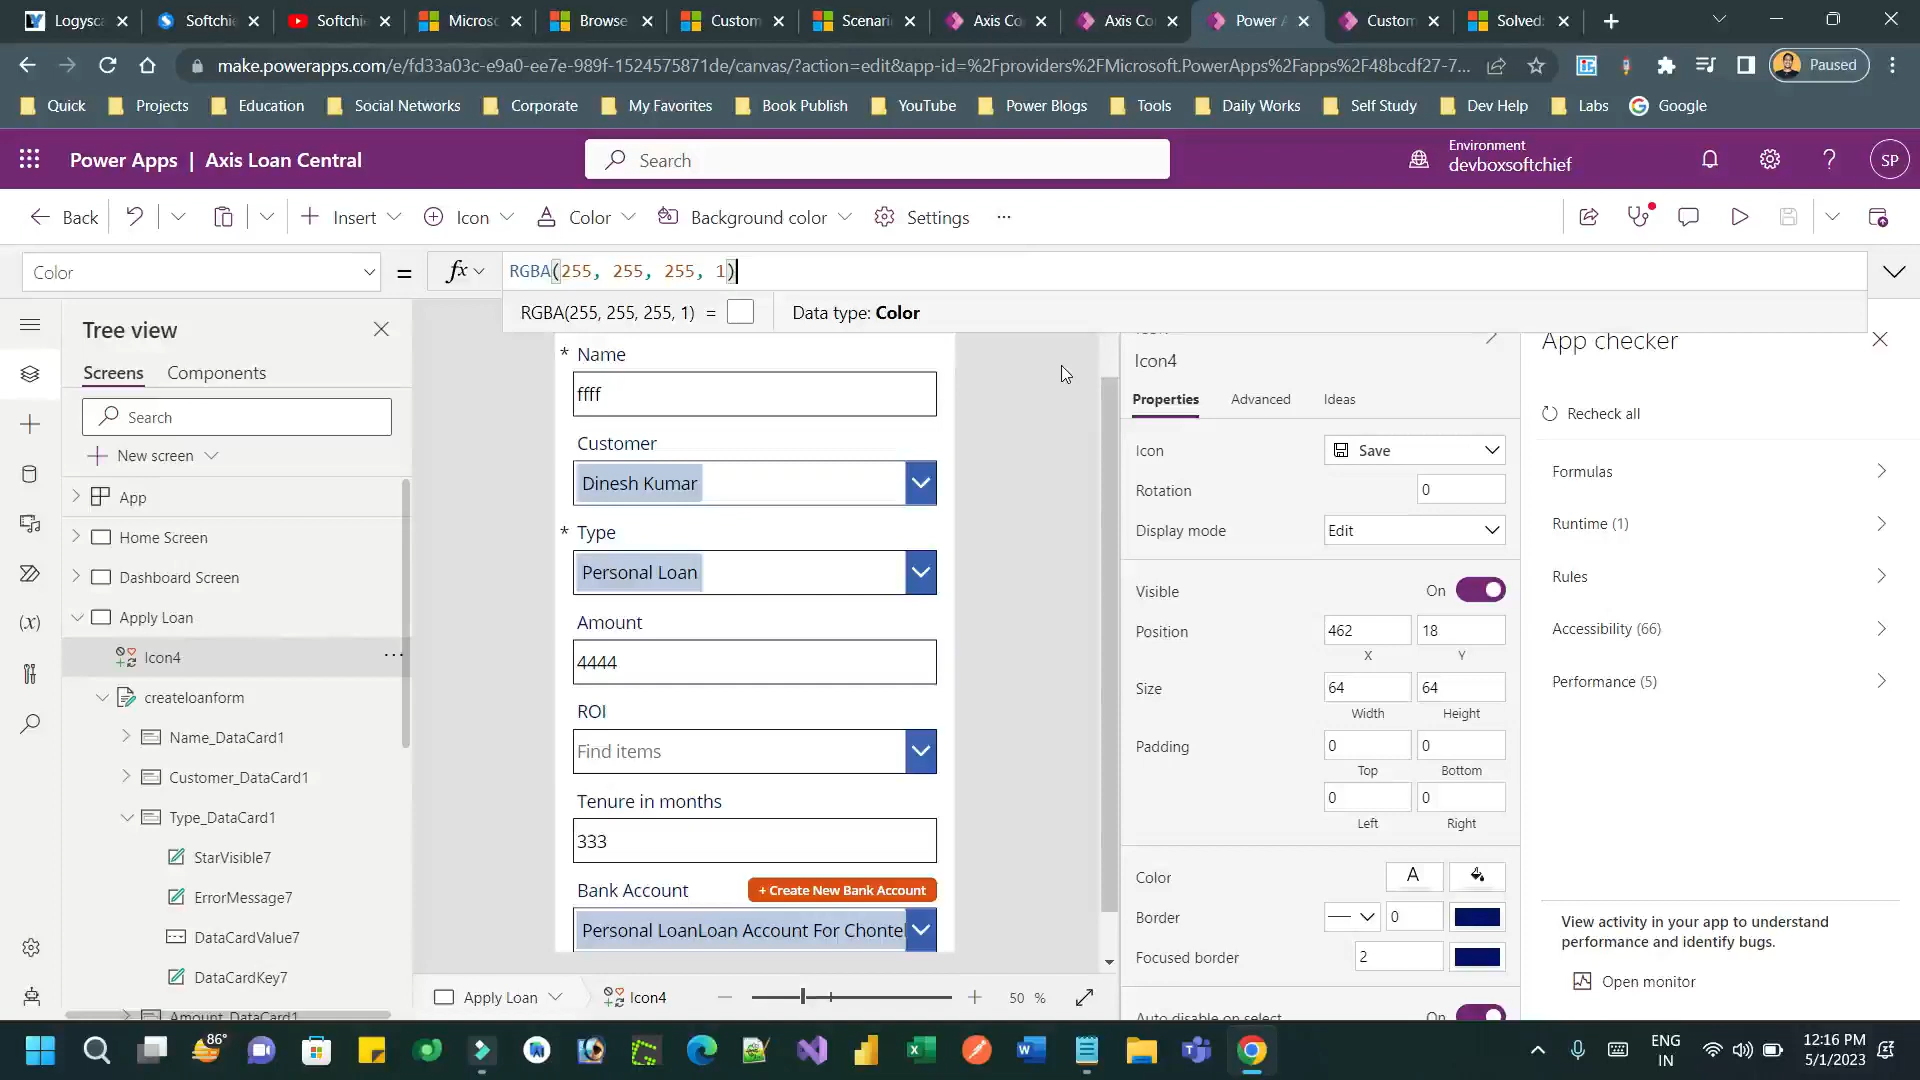 Logysca
Softchie
Softchie
Microso
Browse
Custom
Scenari
Axis Co
Axis Co
Power A
Custom
Solved:
make.powerapps.com/e/fd33a03c-e9a0-ee7e-989f-1524575871de/canvas/?action=edit&app-id=%2Fproviders%2FMicrosoft.PowerApps%2Fapps%2F48bcdf27-7...
Paused
Quick
Projects
Education
Social Networks
Corporate
My Favorites
Book Publish
YouTube
Power Blogs
Tools
Daily Works
Self Study
Dev Help
Labs
Google
Power Apps | Axis Loan Central
Search
Environment
devboxsoftchief
SP
Back
Insert
Icon
Color
Background color
Settings
Color
=
fx
RGBA(255, 255, 255, 1)
RGBA(255, 255, 255, 1) =
Data type: Color
Tree view
Screens
Components
Search
New screen
App
Home Screen
Dashboard Screen
Apply Loan
Icon4
createloanform
Name_DataCard1
Customer_DataCard1
Type_DataCard1
StarVisible7
ErrorMessage7
DataCardValue7
DataCardKey7
Amount_DataCard1
* Name
ffff
Customer
Dinesh Kumar
* Type
Personal Loan
Amount
4444
ROI
Find items
Tenure in months
333
Bank Account
+ Create New Bank Account
Personal LoanLoan Account For Chonte
Apply Loan
Icon4
50 %
Icon4
Properties
Advanced
Ideas
Icon
Save
Rotation
0
Display mode
Edit
Visible
On
Position
462
18
X
Y
Size
64
64
Width
Height
Padding
0
0
Top
Bottom
0
0
Left
Right
Color
A
Border
0
Focused border
2
Auto disable on select
On
App checker
Recheck all
Formulas
Runtime (1)
Rules
Accessibility (66)
Performance (5)
View activity in your app to understand
performance and identify bugs.
Open monitor
86°
ENG
IN
12:16 PM
5/1/2023